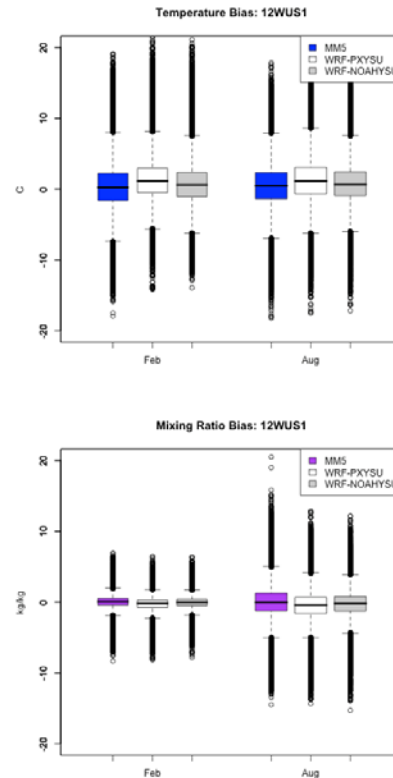 Temperature Bias: 12WUS1
MM5
WRF-PXYSU
WRF-NOAHYSU
20
10
0
-10
-20
C
Feb Aug
Mixing Ratio Bias: 12WUS1
MM5
WRF-PXYSU
WRF-NOAHYSU
20
10
0
-10
-20
kg/kg
Feb Aug